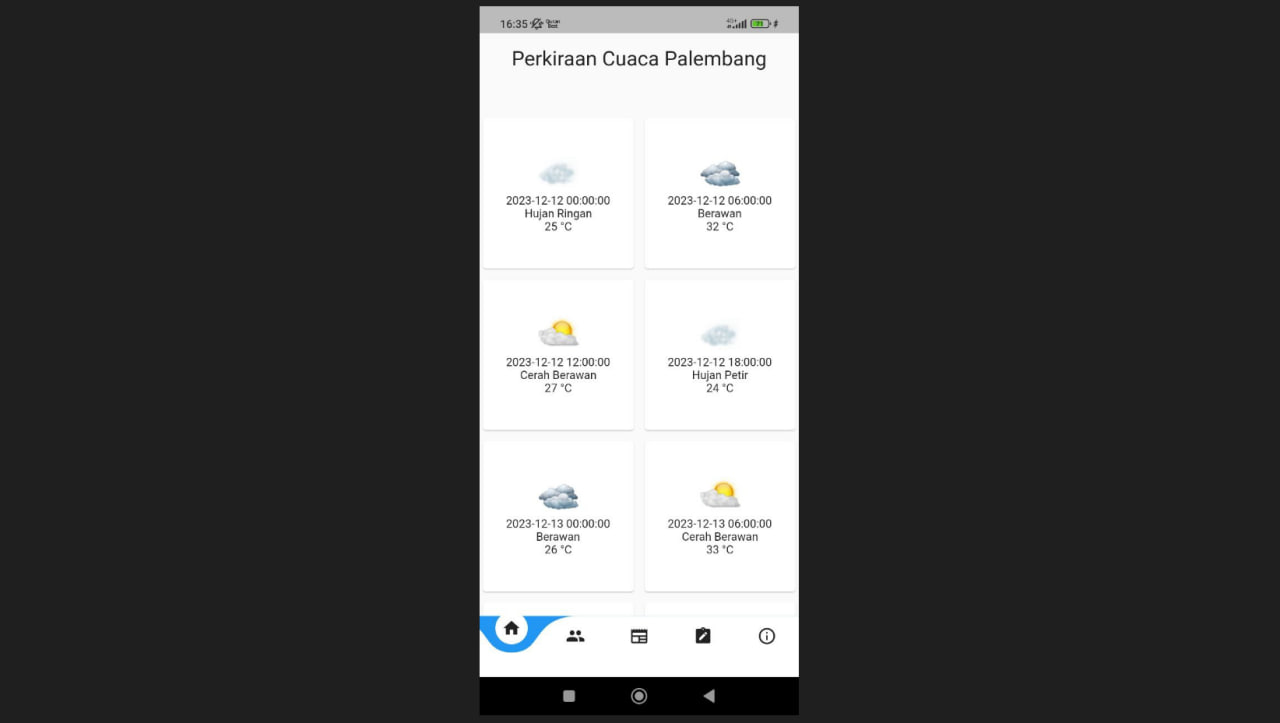 16:35
4G+
71
Perkiraan Cuaca Palembang
2023-12-12 00:00:00
Hujan Ringan
25 °C
2023-12-12 06:00:00
Berawan
32 °C
2023-12-12 12:00:00
Cerah Berawan
27 °C
2023-12-12 18:00:00
Hujan Petir
24 °C
2023-12-13 00:00:00
Berawan
26 °C
2023-12-13 06:00:00
Cerah Berawan
33 °C